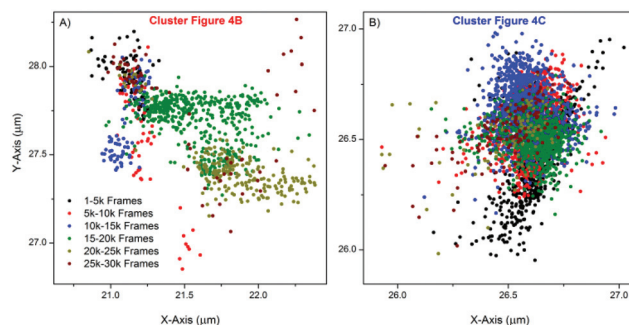 A) Cluster Figure 4B
Y-Axis (μm)
28.0
27.5
27.0
1-5k Frames
5k-10k Frames
10k-15k Frames
15-20k Frames
20k-25k Frames
25k-30k Frames
21.0 21.5 22.0
X-Axis (μm)
B) Cluster Figure 4C
27.0
26.5
26.0
26.0 26.5 27.0
X-Axis (μm)